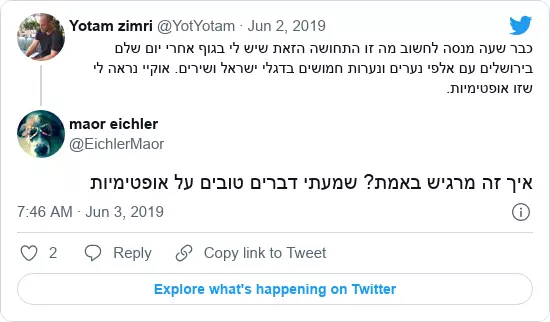 Yotam zimri @YotYotam · Jun 2, 2019
כבר שעה מנסה לחשוב מה זו התחושה הזאת שיש לי בגוף אחרי יום שלם
בירושלים עם אלפי נערים ונערות חמושים בדגלי ישראל ושירים. אוקיי נראה לי
שזו אופטימיות.
maor eichler
@EichlerMaor
איך זה מרגיש באמת? שמעתי דברים טובים על אופטימיות
7:46 AM · Jun 3, 2019
2 Reply Copy link to Tweet
Explore what's happening on Twitter